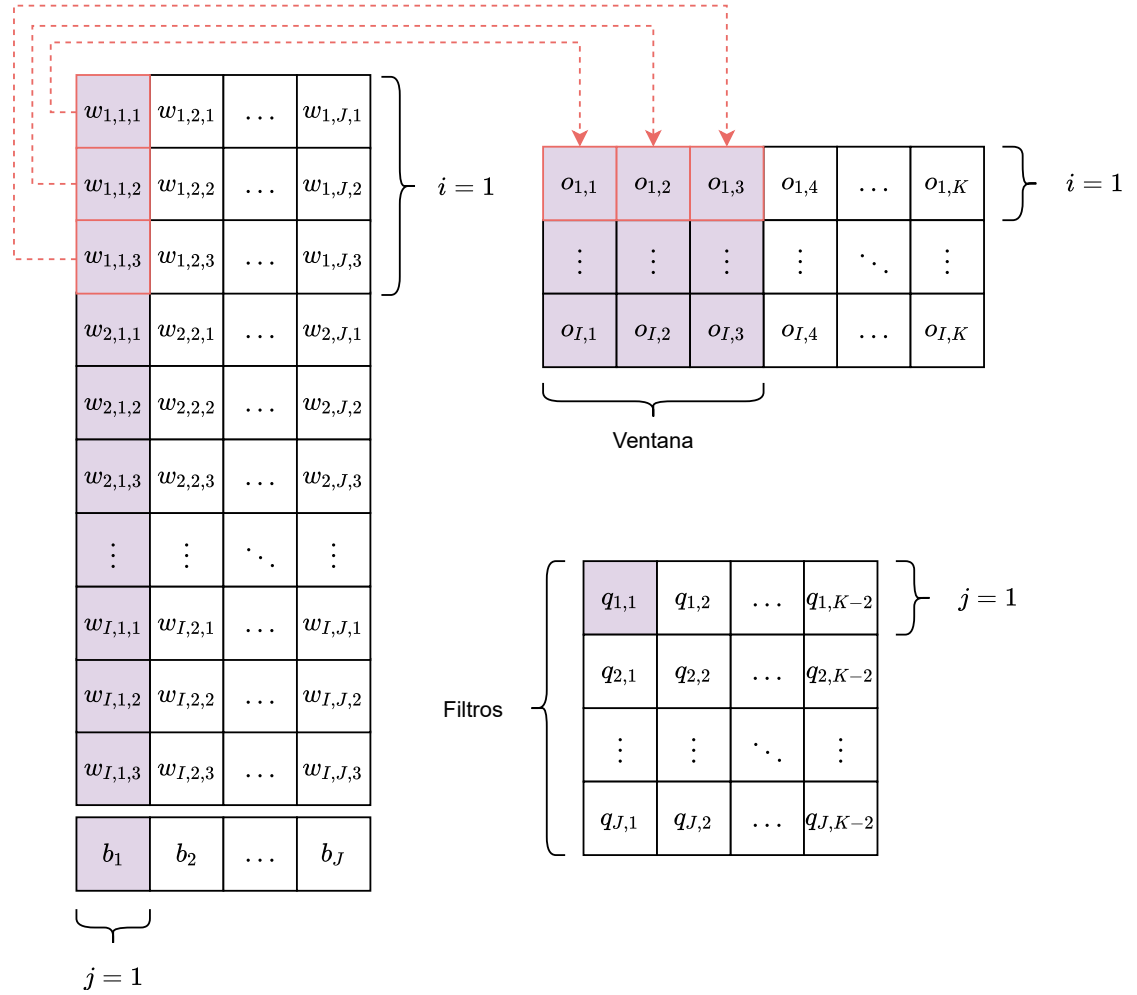 w_{1,1,1} w_{1,2,1} … w_{1,J,1}
w_{1,1,2} w_{1,2,2} … w_{1,J,2}
w_{1,1,3} w_{1,2,3} … w_{1,J,3}
i = 1
w_{2,1,1} w_{2,2,1} … w_{2,J,1}
w_{2,1,2} w_{2,2,2} … w_{2,J,2}
w_{2,1,3} w_{2,2,3} … w_{2,J,3}
⋮ ⋮ ⋱ ⋮
w_{I,1,1} w_{I,2,1} … w_{I,J,1}
w_{I,1,2} w_{I,2,2} … w_{I,J,2}
w_{I,1,3} w_{I,2,3} … w_{I,J,3}
b_1 b_2 … b_J
j = 1
o_{1,1} o_{1,2} o_{1,3} o_{1,4} … o_{1,K}
i = 1
⋮ ⋮ ⋮ ⋮ ⋱ ⋮
o_{I,1} o_{I,2} o_{I,3} o_{I,4} … o_{I,K}
Ventana
q_{1,1} q_{1,2} … q_{1,K−2}
j = 1
q_{2,1} q_{2,2} … q_{2,K−2}
Filtros
⋮ ⋮ ⋱ ⋮
q_{J,1} q_{J,2} … q_{J,K−2}